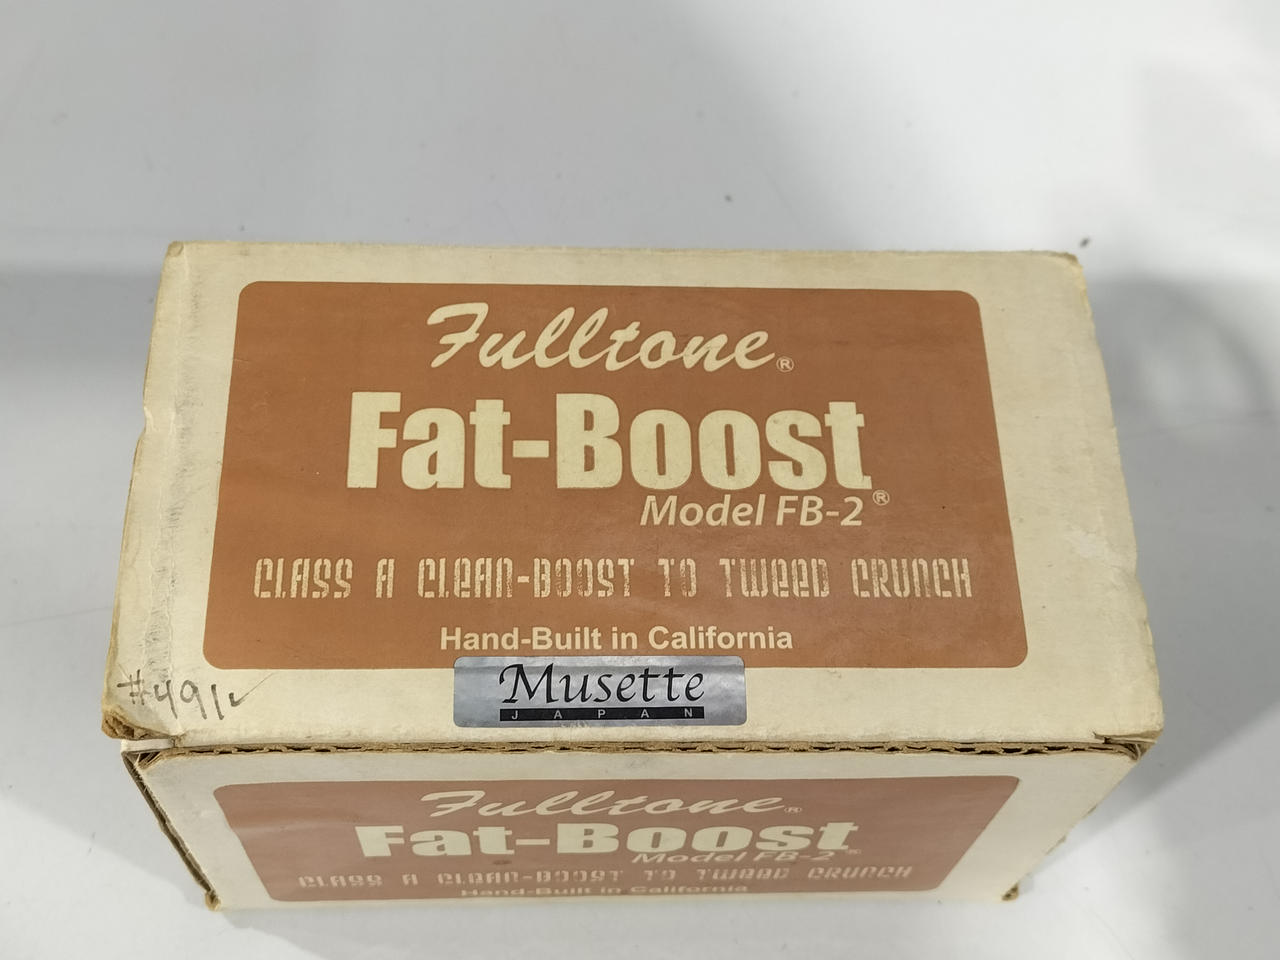 Fulltone®
Fat-Boost
Model FB-2®
CLASS A CLEAN-BOOST TO TWEED CRUNCH
Hand-Built in California
Musette
JAPAN
#491
Fulltone®
Fat-Boost
Model FB-2®
CLASS A CLEAN-BOOST TO TWEED CRUNCH
Hand-Built in California